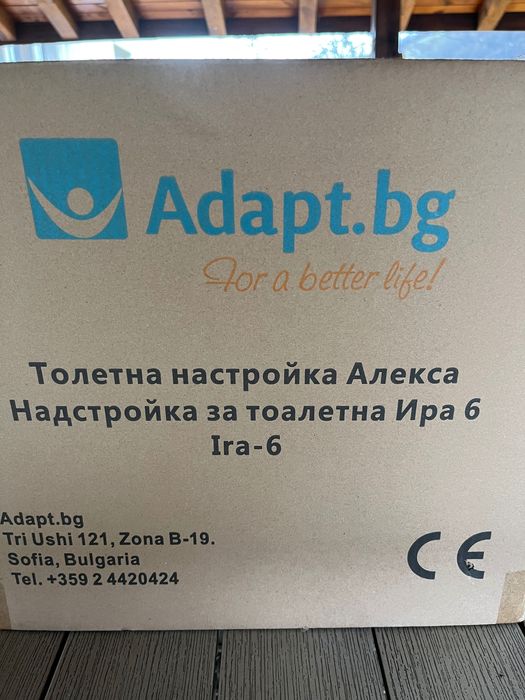 Adapt.bg
For a better life!
Толетна настройка Алекса
Надстройка за тоалетна Ира 6
Ira-6
Adapt.bg
Tri Ushi 121, Zona B-19.
Sofia, Bulgaria
Tel. +359 2 4420424
CE